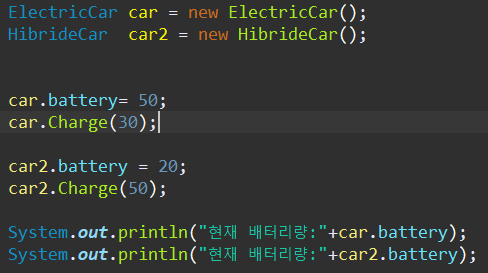 ElectricCar car = new ElectricCar();
HibrideCar  car2 = new HibrideCar();
car.battery= 50;
car.Charge(30);
car2.battery = 20;
car2.Charge(50);
System.out.println("현재 배터리량:"+car.battery);
System.out.println("현재 배터리량:"+car2.battery);